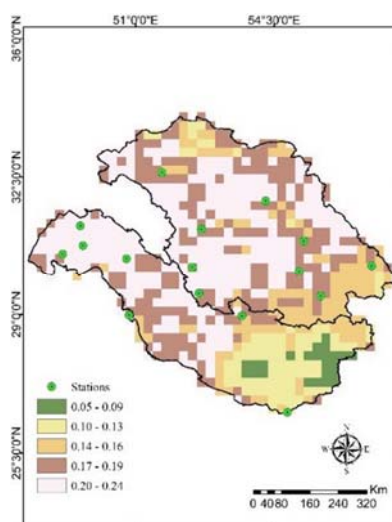 51°0'0"E 54°30'0"E
36°0'0"N
32°30'0"N
29°0'0"N
25°30'0"N
Stations
0.05 - 0.09
0.10 - 0.13
0.14 - 0.16
0.17 - 0.19
0.20 - 0.24
N
W E
S
Km
0 40 80 160 240 320